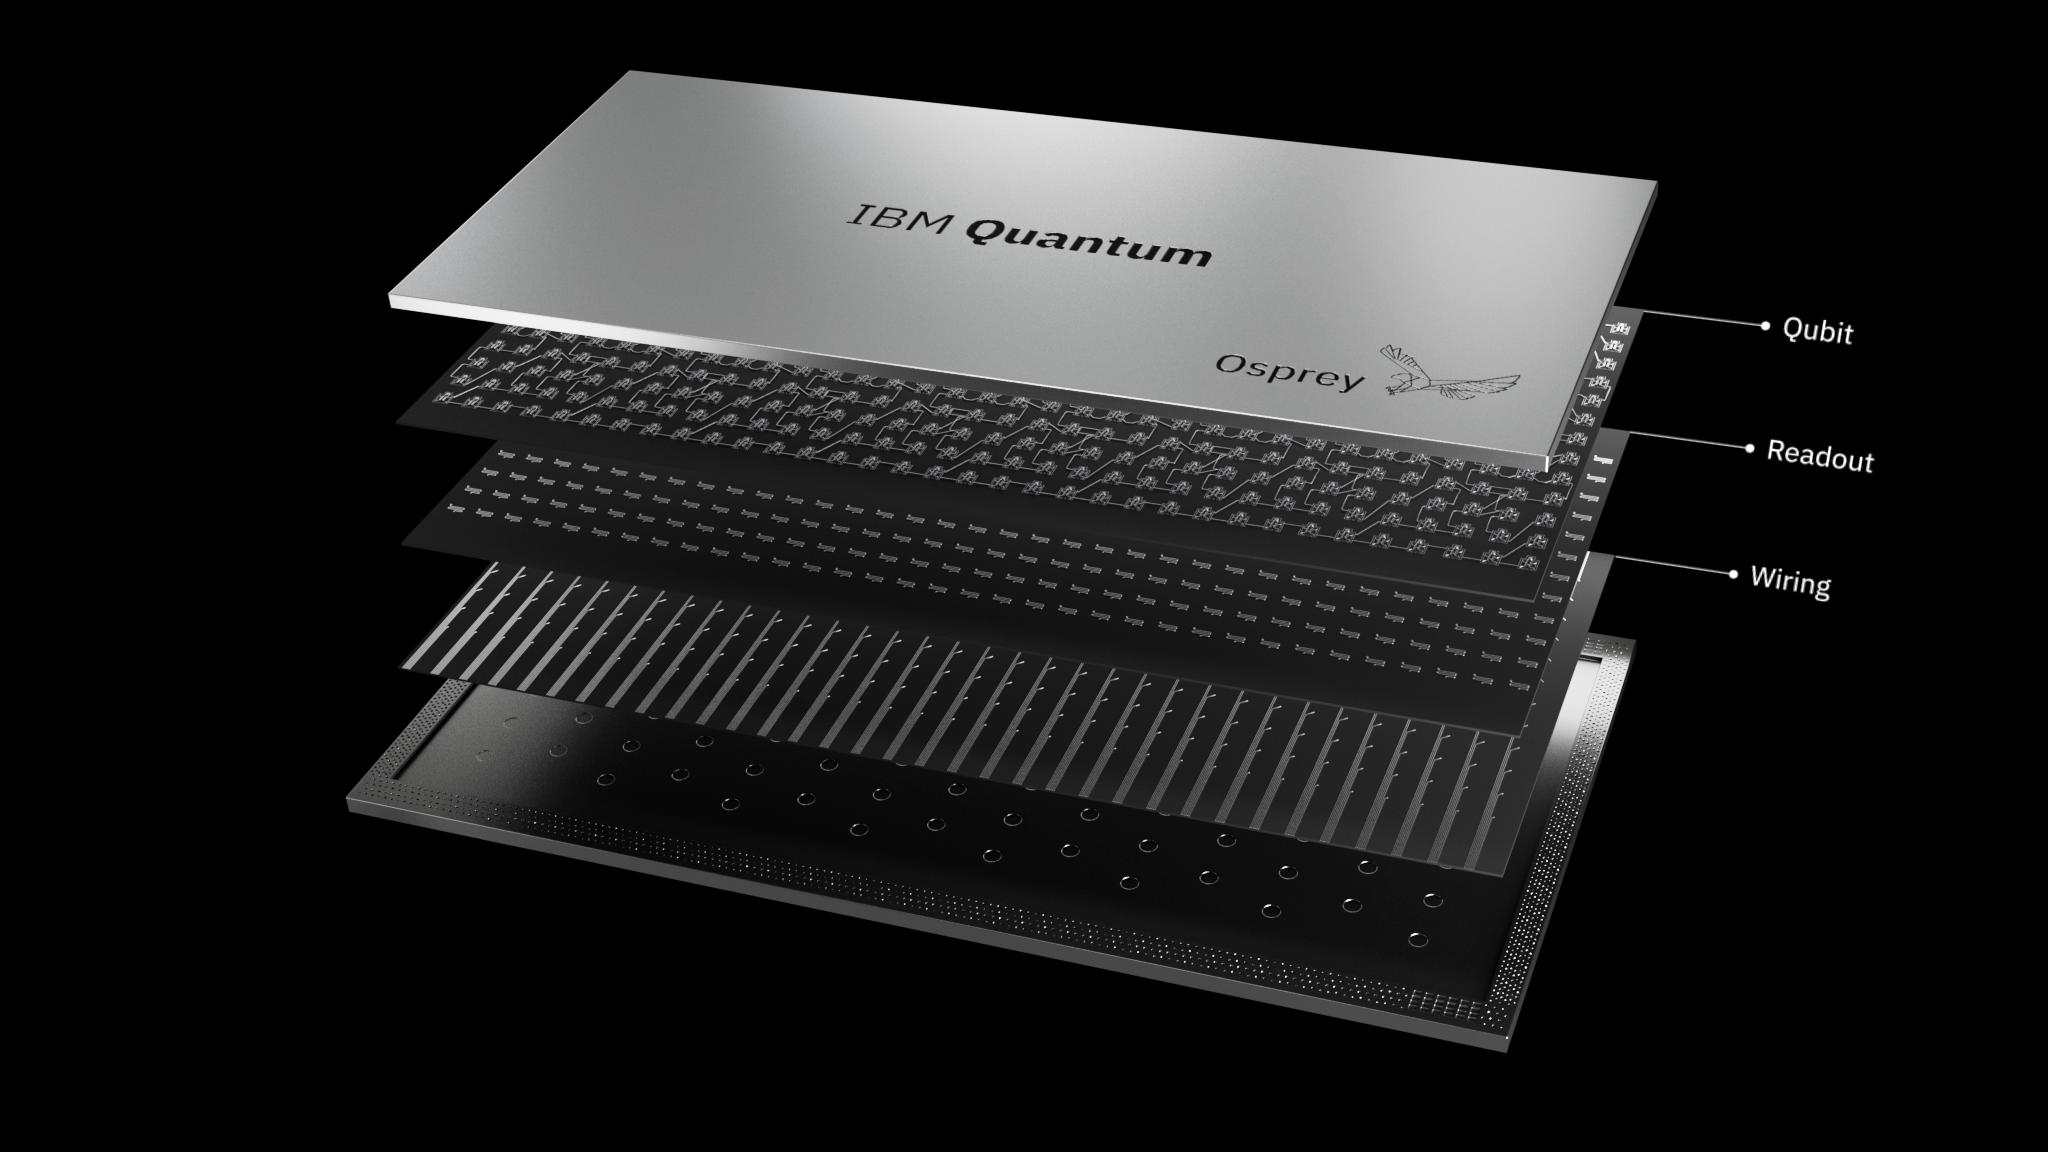 IBM Quantum
Osprey
Qubit
Readout
Wiring